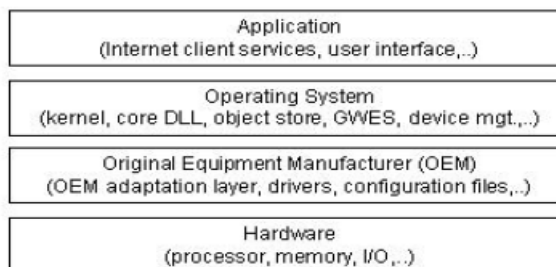 Application
(Internet client services, user interface,..)
Operating System
(kernel, core DLL, object store, GWES, device mgt.,..)
Original Equipment Manufacturer (OEM)
(OEM adaptation layer, drivers, configuration files,..)
Hardware
(processor, memory, I/O,..)